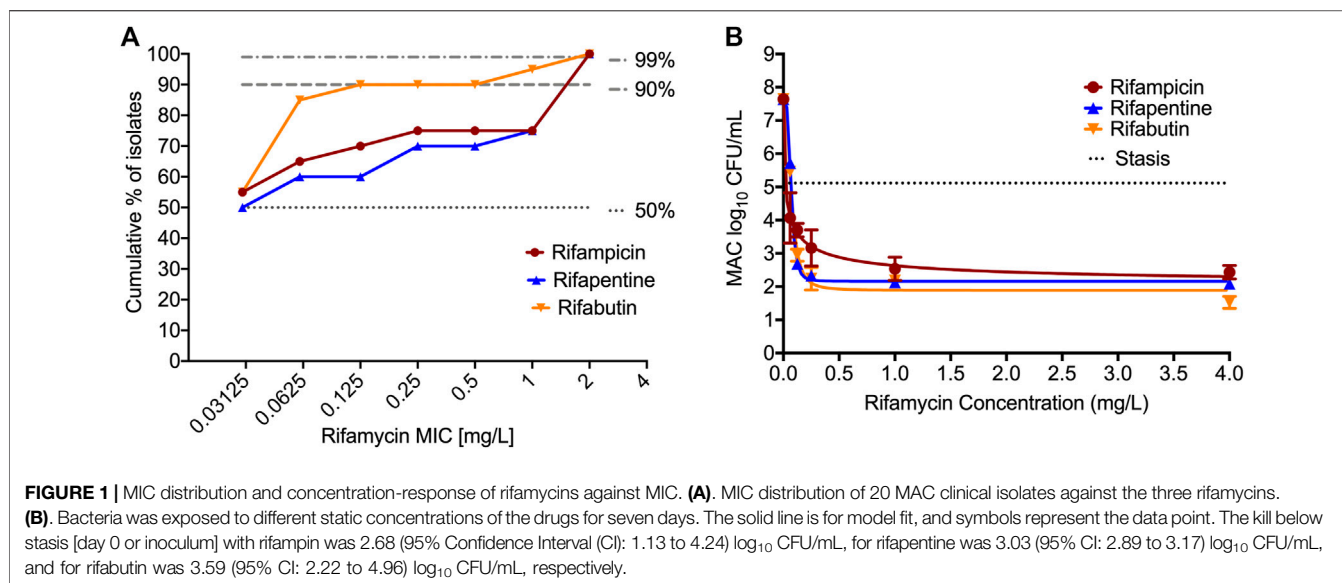 A
Cumulative % of isolates
100
90
80
70
60
50
40
30
20
10
0
99%
90%
50%
Rifampicin
Rifapentine
Rifabutin
0.03125
0.0625
0.125
0.25
0.5
1
2
4
Rifamycin MIC [mg/L]
B
MAC log10 CFU/mL
9
8
7
6
5
4
3
2
1
0
Rifampicin
Rifapentine
Rifabutin
Stasis
0.0 0.5 1.0 1.5 2.0 2.5 3.0 3.5 4.0
Rifamycin Concentration (mg/L)
FIGURE 1 | MIC distribution and concentration-response of rifamycins against MIC. (A). MIC distribution of 20 MAC clinical isolates against the three rifamycins.
(B). Bacteria was exposed to different static concentrations of the drugs for seven days. The solid line is for model fit, and symbols represent the data point. The kill below
stasis [day 0 or inoculum] with rifampin was 2.68 (95% Confidence Interval (CI): 1.13 to 4.24) log10 CFU/mL, for rifapentine was 3.03 (95% CI: 2.89 to 3.17) log10 CFU/mL,
and for rifabutin was 3.59 (95% CI: 2.22 to 4.96) log10 CFU/mL, respectively.